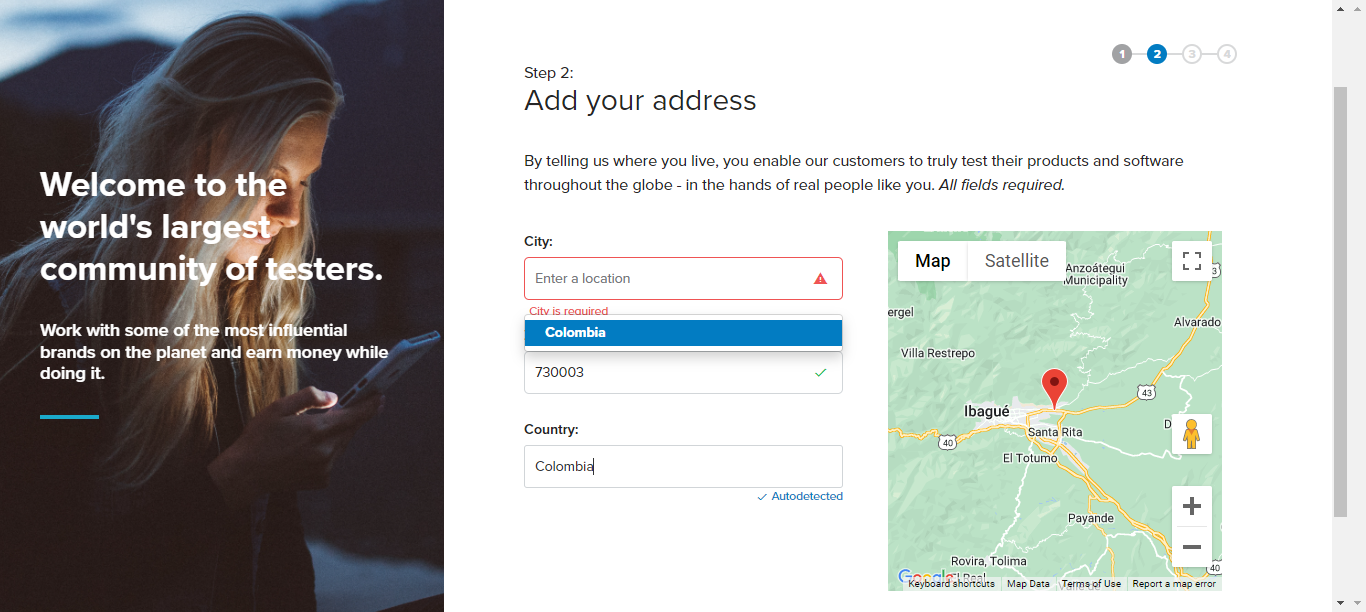 Welcome to the
world's largest
community of testers.
Work with some of the most influential
brands on the planet and earn money while
doing it.
1 2 3 4
Step 2:
Add your address
By telling us where you live, you enable our customers to truly test their products and software
throughout the globe - in the hands of real people like you. All fields required.
City:
Enter a location
City is required
Colombia
730003
Country:
Colombia
Autodetected
Map Satellite
Anzoátegui
Municipality
3
ergel
Alvarado
Villa Restrepo
43
Ibagué
Santa Rita
D
40
El Totumo
Payande
Rovira, Tolima
40
Google
El Real
Keyboard shortcuts Map Data Terms of Use Report a map error